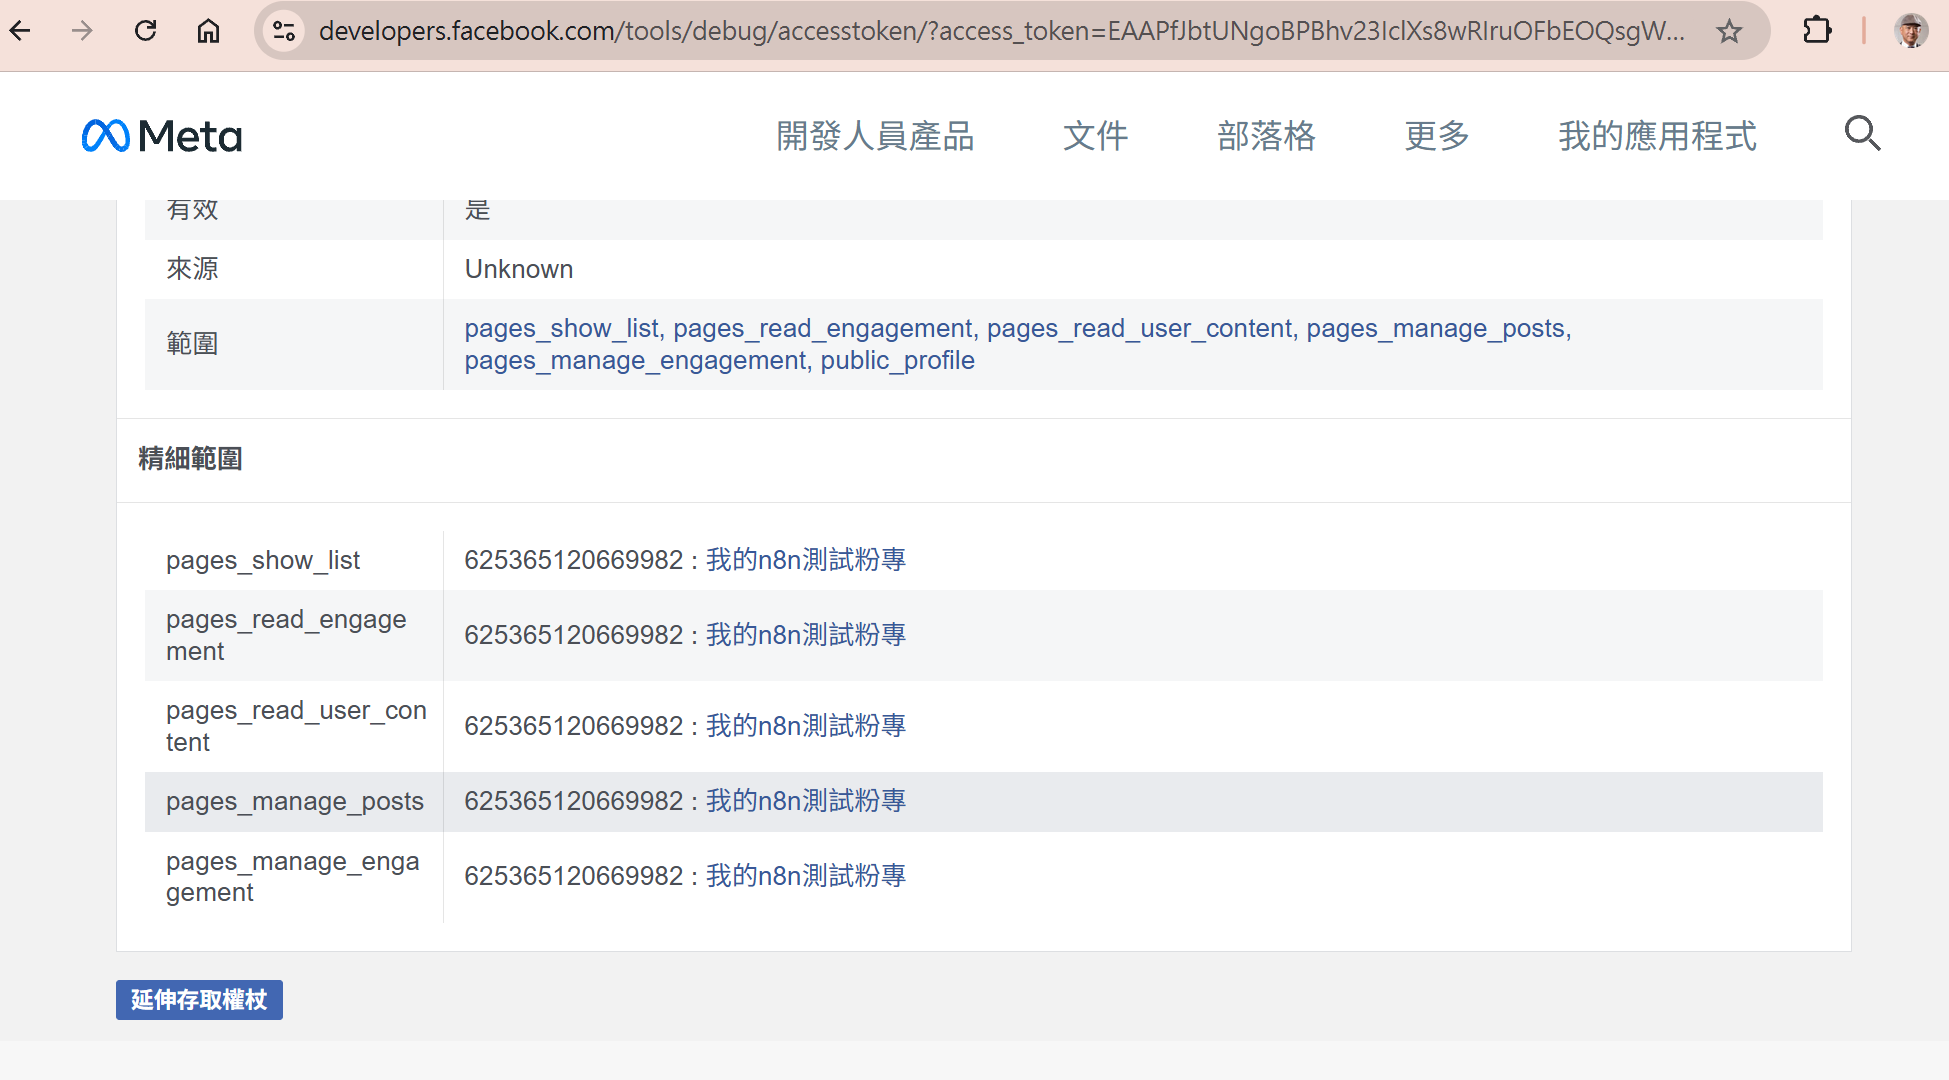 developers.facebook.com/tools/debug/accesstoken/?access_token=EAAPfJbtUNgoBPBhv23IclXs8wRIruOFbEOQsgW...
Meta
開發人員產品
文件
部落格
更多
我的應用程式
有效 是
來源 Unknown
範圍 pages_show_list, pages_read_engagement, pages_read_user_content, pages_manage_posts,
pages_manage_engagement, public_profile
精細範圍
pages_show_list 625365120669982 : 我的n8n測試粉專
pages_read_engage
ment
625365120669982 : 我的n8n測試粉專
pages_read_user_con
tent
625365120669982 : 我的n8n測試粉專
pages_manage_posts 625365120669982 : 我的n8n測試粉專
pages_manage_enga
gement
625365120669982 : 我的n8n測試粉專
延伸存取權杖